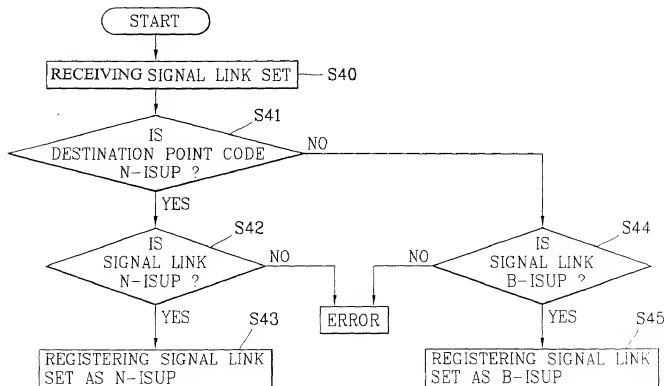 START
RECEIVING SIGNAL LINK SET
S40
S41
IS
DESTINATION POINT CODE
N-ISUP ?
NO
YES
S42
IS
SIGNAL LINK
N-ISUP ?
NO
YES
S44
IS
SIGNAL LINK
B-ISUP ?
NO
YES
ERROR
S43
REGISTERING SIGNAL LINK
SET AS N-ISUP
S45
REGISTERING SIGNAL LINK
SET AS B-ISUP